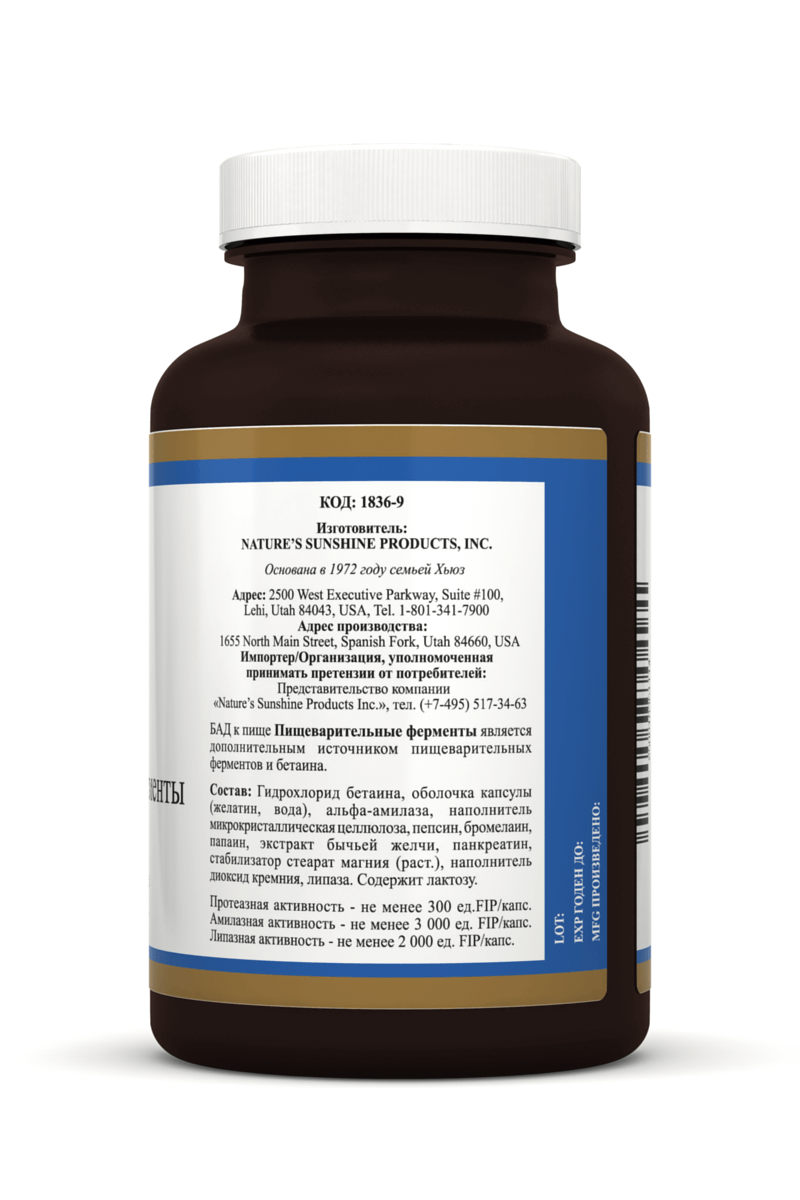 КОД: 1836-9
Изготовитель:
NATURE'S SUNSHINE PRODUCTS, INC.
Основана в 1972 году семьей Хьюз
Адрес: 2500 West Executive Parkway, Suite #100,
Lehi, Utah 84043, USA, Tel. 1-801-341-7900
Адрес производства:
1655 North Main Street, Spanish Fork, Utah 84660, USA
Импортер/Организация, уполномоченная
принимать претензии от потребителей:
Представительство компании
«Nature's Sunshine Products Inc.», тел. (+7-495) 517-34-63
БАД к пище Пищеварительные ферменты является
дополнительным источником пищеварительных
ферментов и бетаина.
Состав: Гидрохлорид бетаина, оболочка капсулы
(желатин, вода), альфа-амилаза, наполнитель
микрокристаллическая целлюлоза, пепсин, бромелаин,
папаин, экстракт бычьей желчи, панкреатин,
стабилизатор стеарат магния (раст.), наполнитель
диоксид кремния, липаза. Содержит лактозу.
Протеазная активность - не менее 300 ед.FIP/капс.
Амилазная активность - не менее 3 000 ед. FIP/капс.
Липазная активность - не менее 2 000 ед. FIP/капс.
LOT:
EXP ГОДЕН ДО:
MFG ПРОИЗВЕДЕНО: